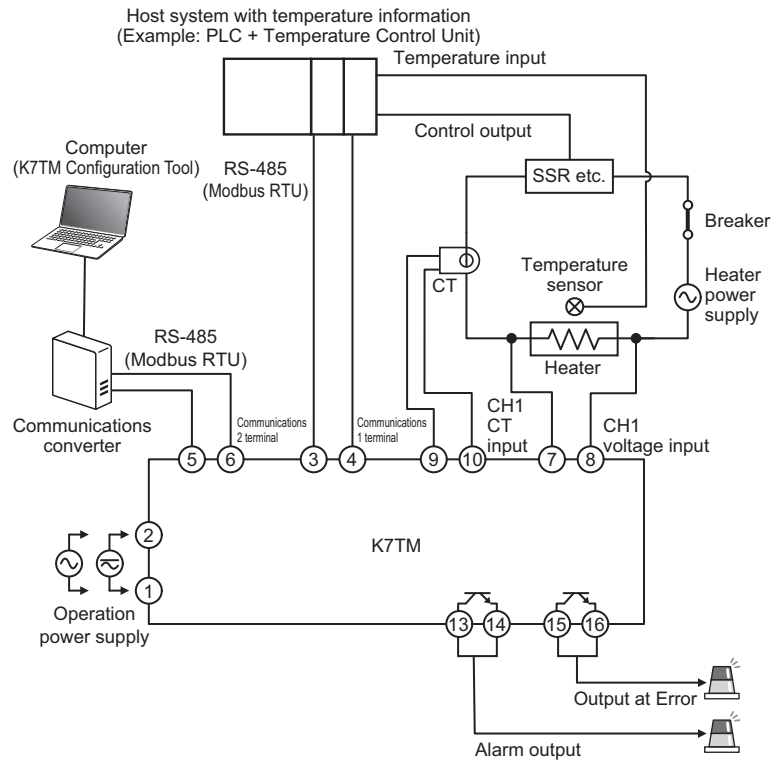 Host system with temperature information
(Example: PLC + Temperature Control Unit)
Temperature input
Control output
Computer
(K7TM Configuration Tool)
RS-485
(Modbus RTU)
SSR etc.
Breaker
CT
Temperature
sensor
Heater
power
supply
Heater
RS-485
(Modbus RTU)
Communications
converter
Communications
2 terminal
Communications
1 terminal
CH1
CT
input
CH1
voltage input
5
6
3
4
9
10
7
8
2
1
K7TM
Operation
power supply
13
14
15
16
Output at Error
Alarm output